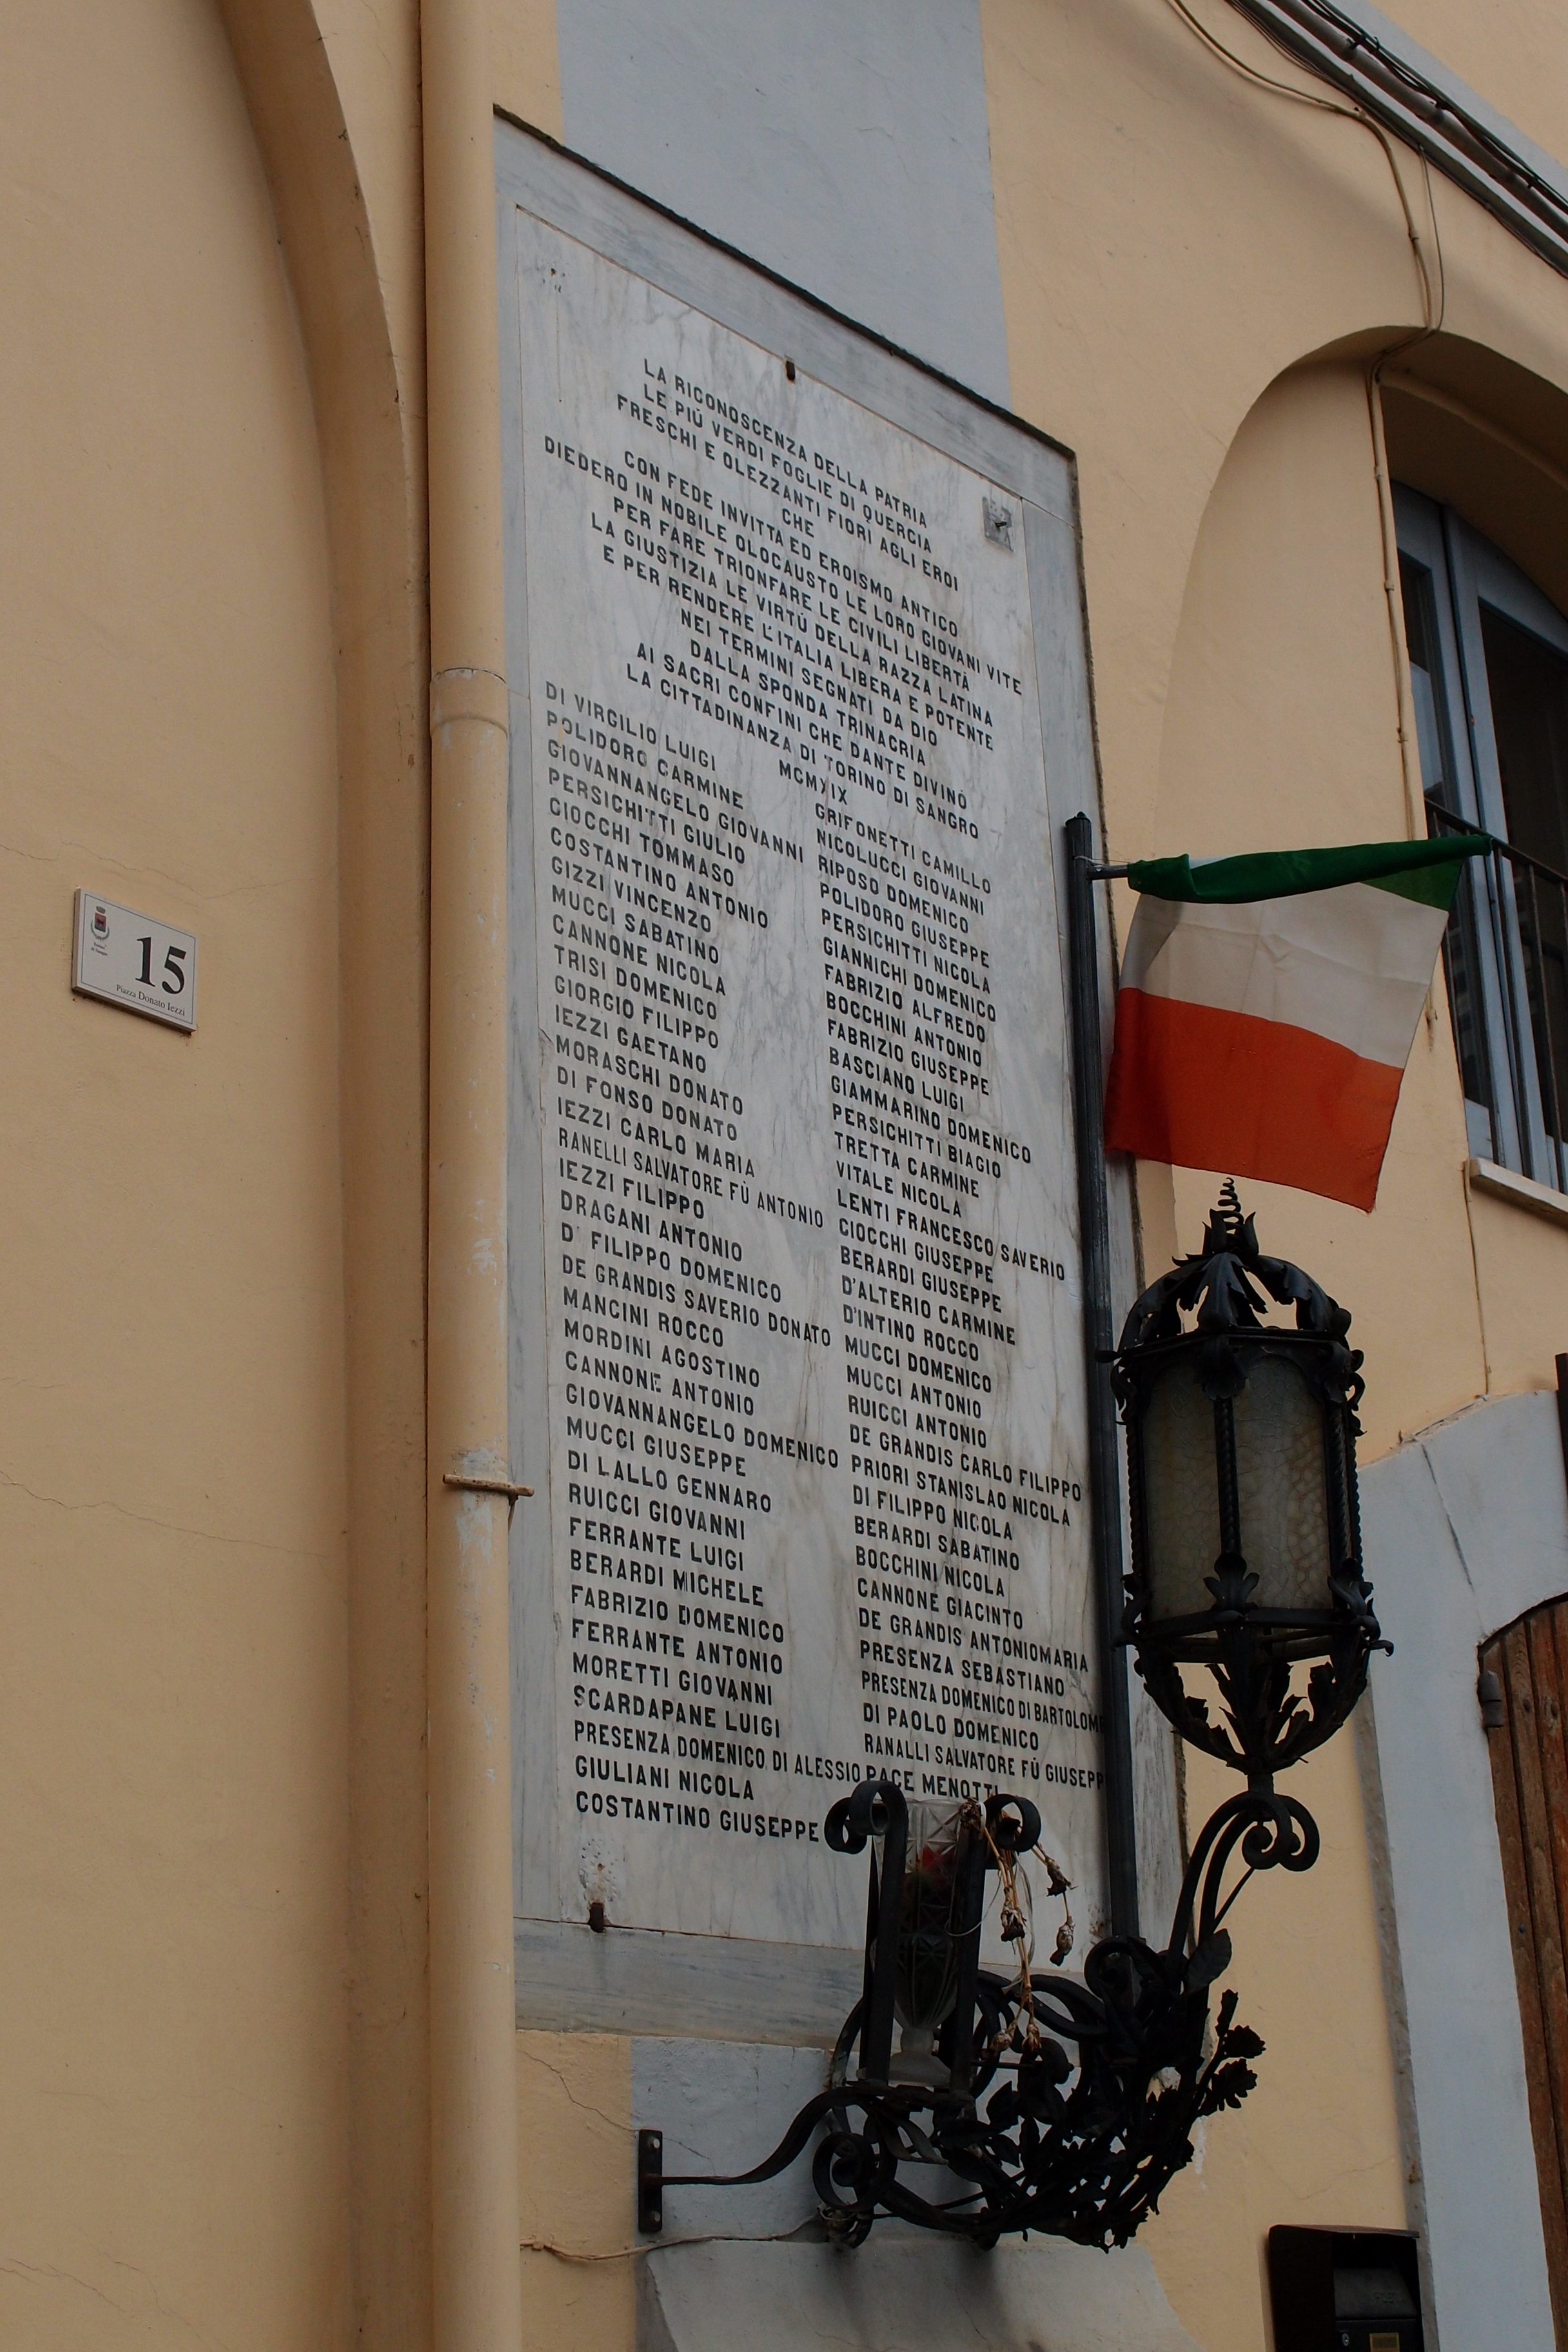 LA RICONOSCENZA DELLA PATRIA
LE PIÙ VERDI FOGLIE DI QUERCIA
FRESCHI E OLEZZANTI FIORI AGLI EROI
CHE
CON FEDE INVITTA ED EROISMO ANTICO
DIEDERO IN NOBILE OLOCAUSTO LE LORO GIOVANI VITE
PER FARE TRIONFARE LE CIVILI LIBERTÀ
LA GIUSTIZIA LE VIRTÙ DELLA RAZZA LATINA
E PER RENDERE L'ITALIA LIBERA E POTENTE
NEI TERMINI SEGNATI DA DIO
DALLA SPONDA TRINACRIA
AI SACRI CONFINI CHE DANTE DIVINÒ
LA CITTADINANZA DI TORINO DI SANGRO
MCMXIX
DI VIRGILIO LUIGI
POLIDORO CARMINE
GIOVANNANGELO GIOVANNI
PERSICHITTI GIULIO
CIOCCHI TOMMASO
COSTANTINO ANTONIO
GIZZI VINCENZO
MUCCI SABATINO
CANNONE NICOLA
TRISI DOMENICO
GIORGIO FILIPPO
IEZZI GAETANO
MORASCHI DONATO
DI FONSO DONATO
IEZZI CARLO MARIA
RANELLI SALVATORE FÙ ANTONIO
IEZZI FILIPPO
DRAGANI ANTONIO
D' FILIPPO DOMENICO
DE GRANDIS SAVERIO DONATO
MANCINI ROCCO
MORDINI AGOSTINO
CANNONE ANTONIO
GIOVANNANGELO DOMENICO
MUCCI GIUSEPPE
DI LALLO GENNARO
RUICCI GIOVANNI
FERRANTE LUIGI
BERARDI MICHELE
FABRIZIO DOMENICO
FERRANTE ANTONIO
MORETTI GIOVANNI
SCARDAPANE LUIGI
PRESENZA DOMENICO DI ALESSIO
GIULIANI NICOLA
COSTANTINO GIUSEPPE
GRIFONETTI CAMILLO
NICOLUCCI GIOVANNI
RIPOSO DOMENICO
POLIDORO GIUSEPPE
PERSICHITTI NICOLA
GIANNICHI DOMENICO
FABRIZIO ALFREDO
BOCCHINI ANTONIO
FABRIZIO GIUSEPPE
BASCIANO LUIGI
GIAMMARINO DOMENICO
PERSICHITTI BIAGIO
TRETTA CARMINE
VITALE NICOLA
LENTI FRANCESCO SAVERIO
CIOCCHI GIUSEPPE
BERARDI GIUSEPPE
D'ALTERIO CARMINE
D'INTINO ROCCO
MUCCI DOMENICO
MUCCI ANTONIO
RUICCI ANTONIO
DE GRANDIS CARLO FILIPPO
PRIORI STANISLAO NICOLA
DI FILIPPO NICOLA
BERARDI SABATINO
BOCCHINI NICOLA
CANNONE GIACINTO
DE GRANDIS ANTONIOMARIA
PRESENZA SEBASTIANO
PRESENZA DOMENICO DI BARTOLOME
DI PAOLO DOMENICO
RANALLI SALVATORE FÙ GIUSEPP
PACE MENOTTI
15
Piazza Donato Iezzi